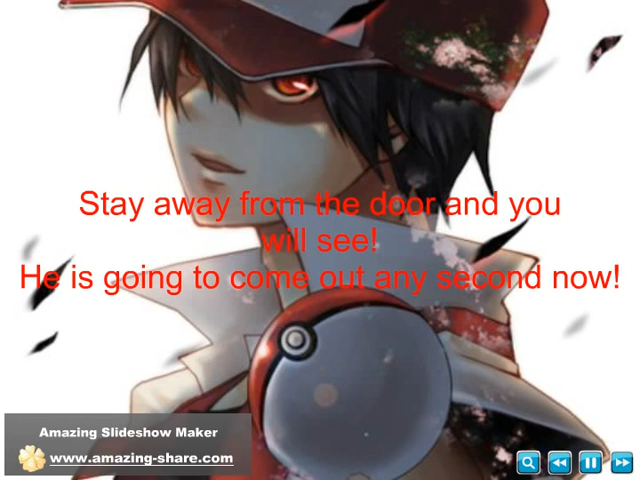 Stay away from the door and you
will see!
He is going to come out any second now!
Amazing Slideshow Maker
www.amazing-share.com